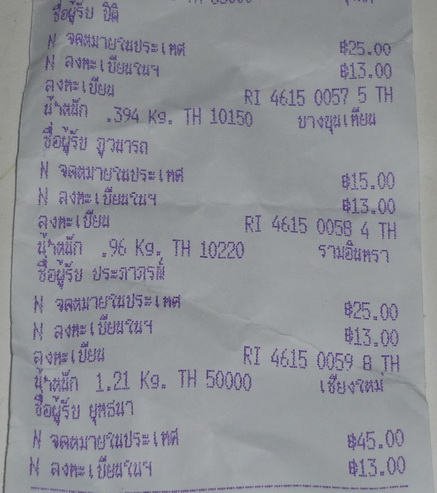 ชื่อผู้รับ ปิติ
N จดหมายในประเทศ ฿25.00
N ลงทะเบียนในฯ ฿13.00
ลงทะเบียน RI 4615 0057 5 TH
น้ำหนัก .394 Kg. TH 10150 บางขุนเทียน
ชื่อผู้รับ ภูวนารถ
N จดหมายในประเทศ ฿15.00
N ลงทะเบียนในฯ ฿13.00
ลงทะเบียน RI 4615 0058 4 TH
น้ำหนัก .96 Kg. TH 10220 รามอินทรา
ชื่อผู้รับ ประภาภรณ์
N จดหมายในประเทศ ฿25.00
N ลงทะเบียนในฯ ฿13.00
ลงทะเบียน RI 4615 0059 8 TH
น้ำหนัก 1.21 Kg. TH 50000 เชียงใหม่
ชื่อผู้รับ ยุทธนา
N จดหมายในประเทศ ฿45.00
N ลงทะเบียนในฯ ฿13.00